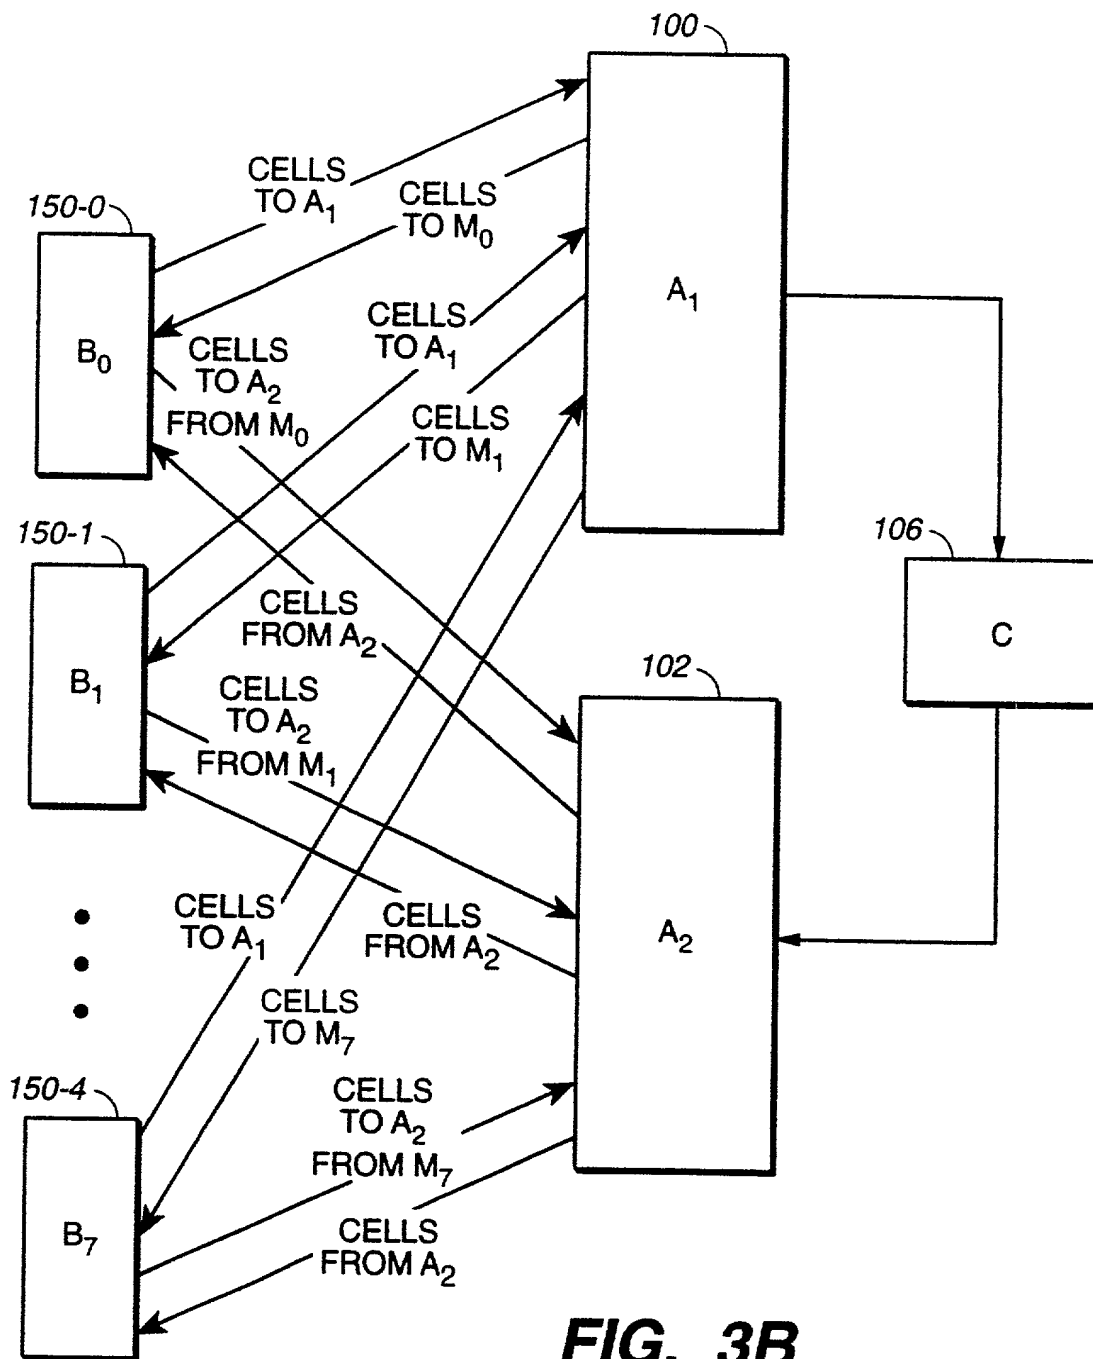 100
CELLS
TO A₁
CELLS
TO M₀
150-0
A₁
B₀
CELLS
TO A₂
FROM M₀
CELLS
TO A₁
CELLS
TO M₁
150-1
106
CELLS
FROM A₂
C
B₁
102
CELLS
TO A₂
FROM M₁
CELLS
TO A₁
CELLS
FROM A₂
A₂
CELLS
TO M₇
150-4
CELLS
TO A₂
FROM M₇
B₇
CELLS
FROM A₂
FIG. 3B